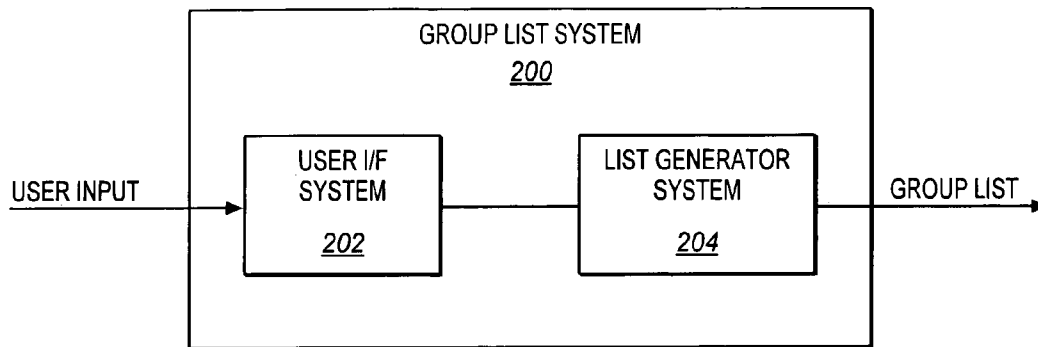 GROUP LIST SYSTEM
200
USER INPUT
USER I/F
SYSTEM
202
LIST GENERATOR
SYSTEM
204
GROUP LIST